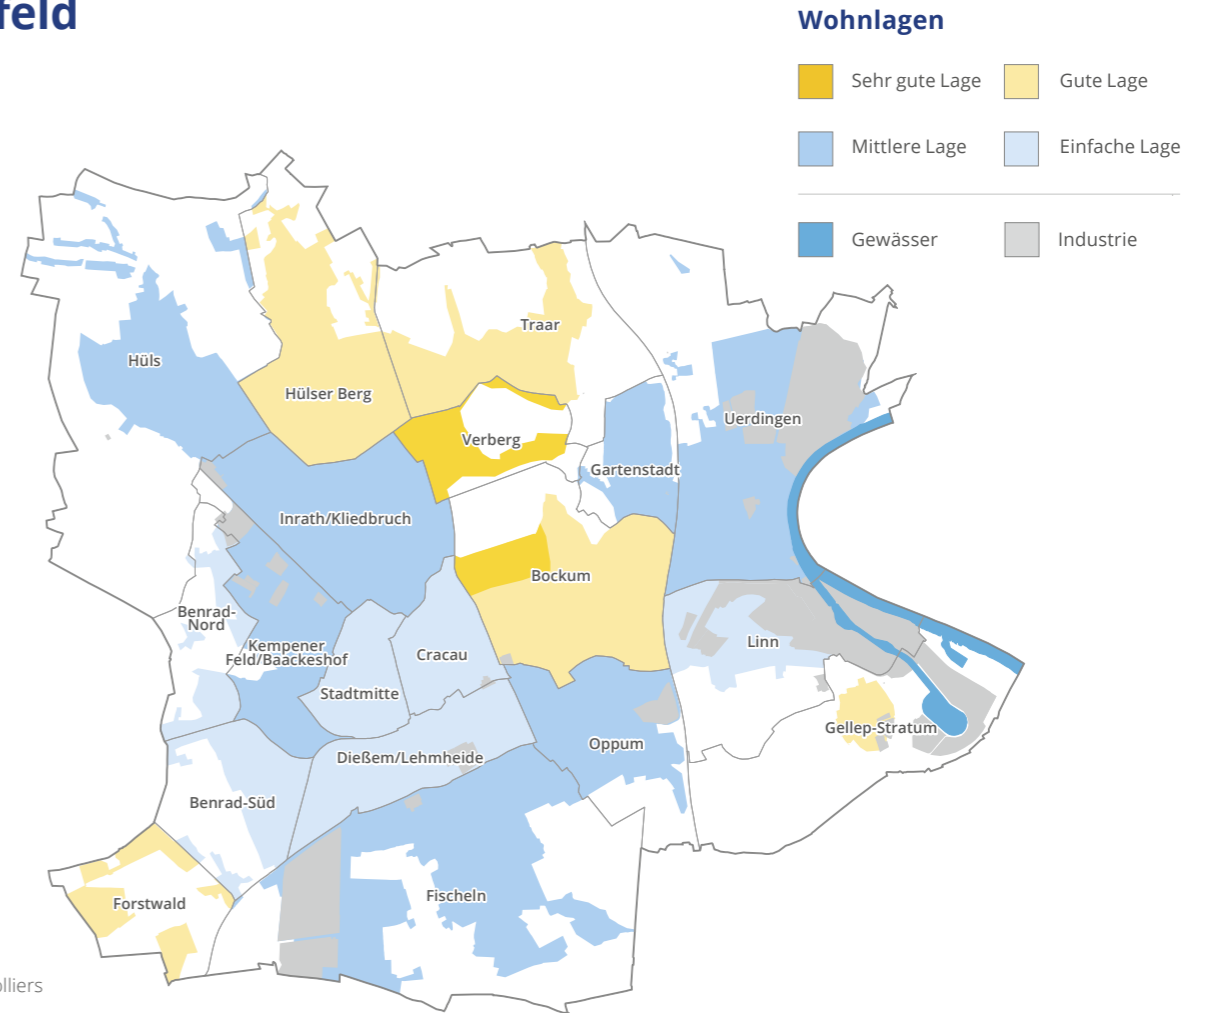 feld
Wohnlagen
Sehr gute Lage
Gute Lage
Mittlere Lage
Einfache Lage
Gewässer
Industrie
Traar
Hüls
Hülser Berg
Uerdingen
Verberg
Gartenstadt
Inrath/Kliedbruch
Bockum
Benrad-
Nord
Linn
Kempener
Feld/Baackeshof
Cracau
Stadtmitte
Gellep-Stratum
Oppum
Dießem/Lehmheide
Benrad-Süd
Fischeln
Forstwald
olliers